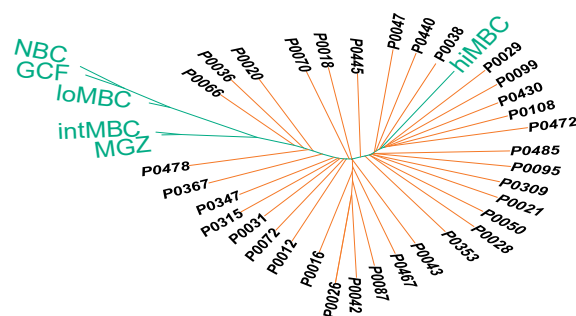 NBC
GCF
loMBC
intMBC
MGZ
P0066
P0036
P0020
P0070
P0018
P0445
P0047
P0440
P0038
hiMBC
P0029
P0099
P0430
P0108
P0472
P0485
P0095
P0309
P0021
P0050
P0028
P0353
P0043
P0467
P0087
P0042
P0026
P0016
P0012
P0072
P0031
P0315
P0347
P0367
P0478